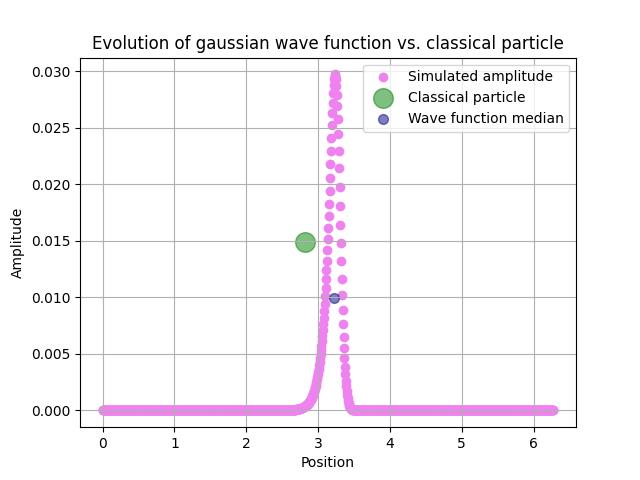 Evolution of gaussian wave function vs. classical particle
Simulated amplitude
Classical particle
Wave function median
Amplitude
0.030
0.025
0.020
0.015
0.010
0.005
0.000
0 1 2 3 4 5 6
Position